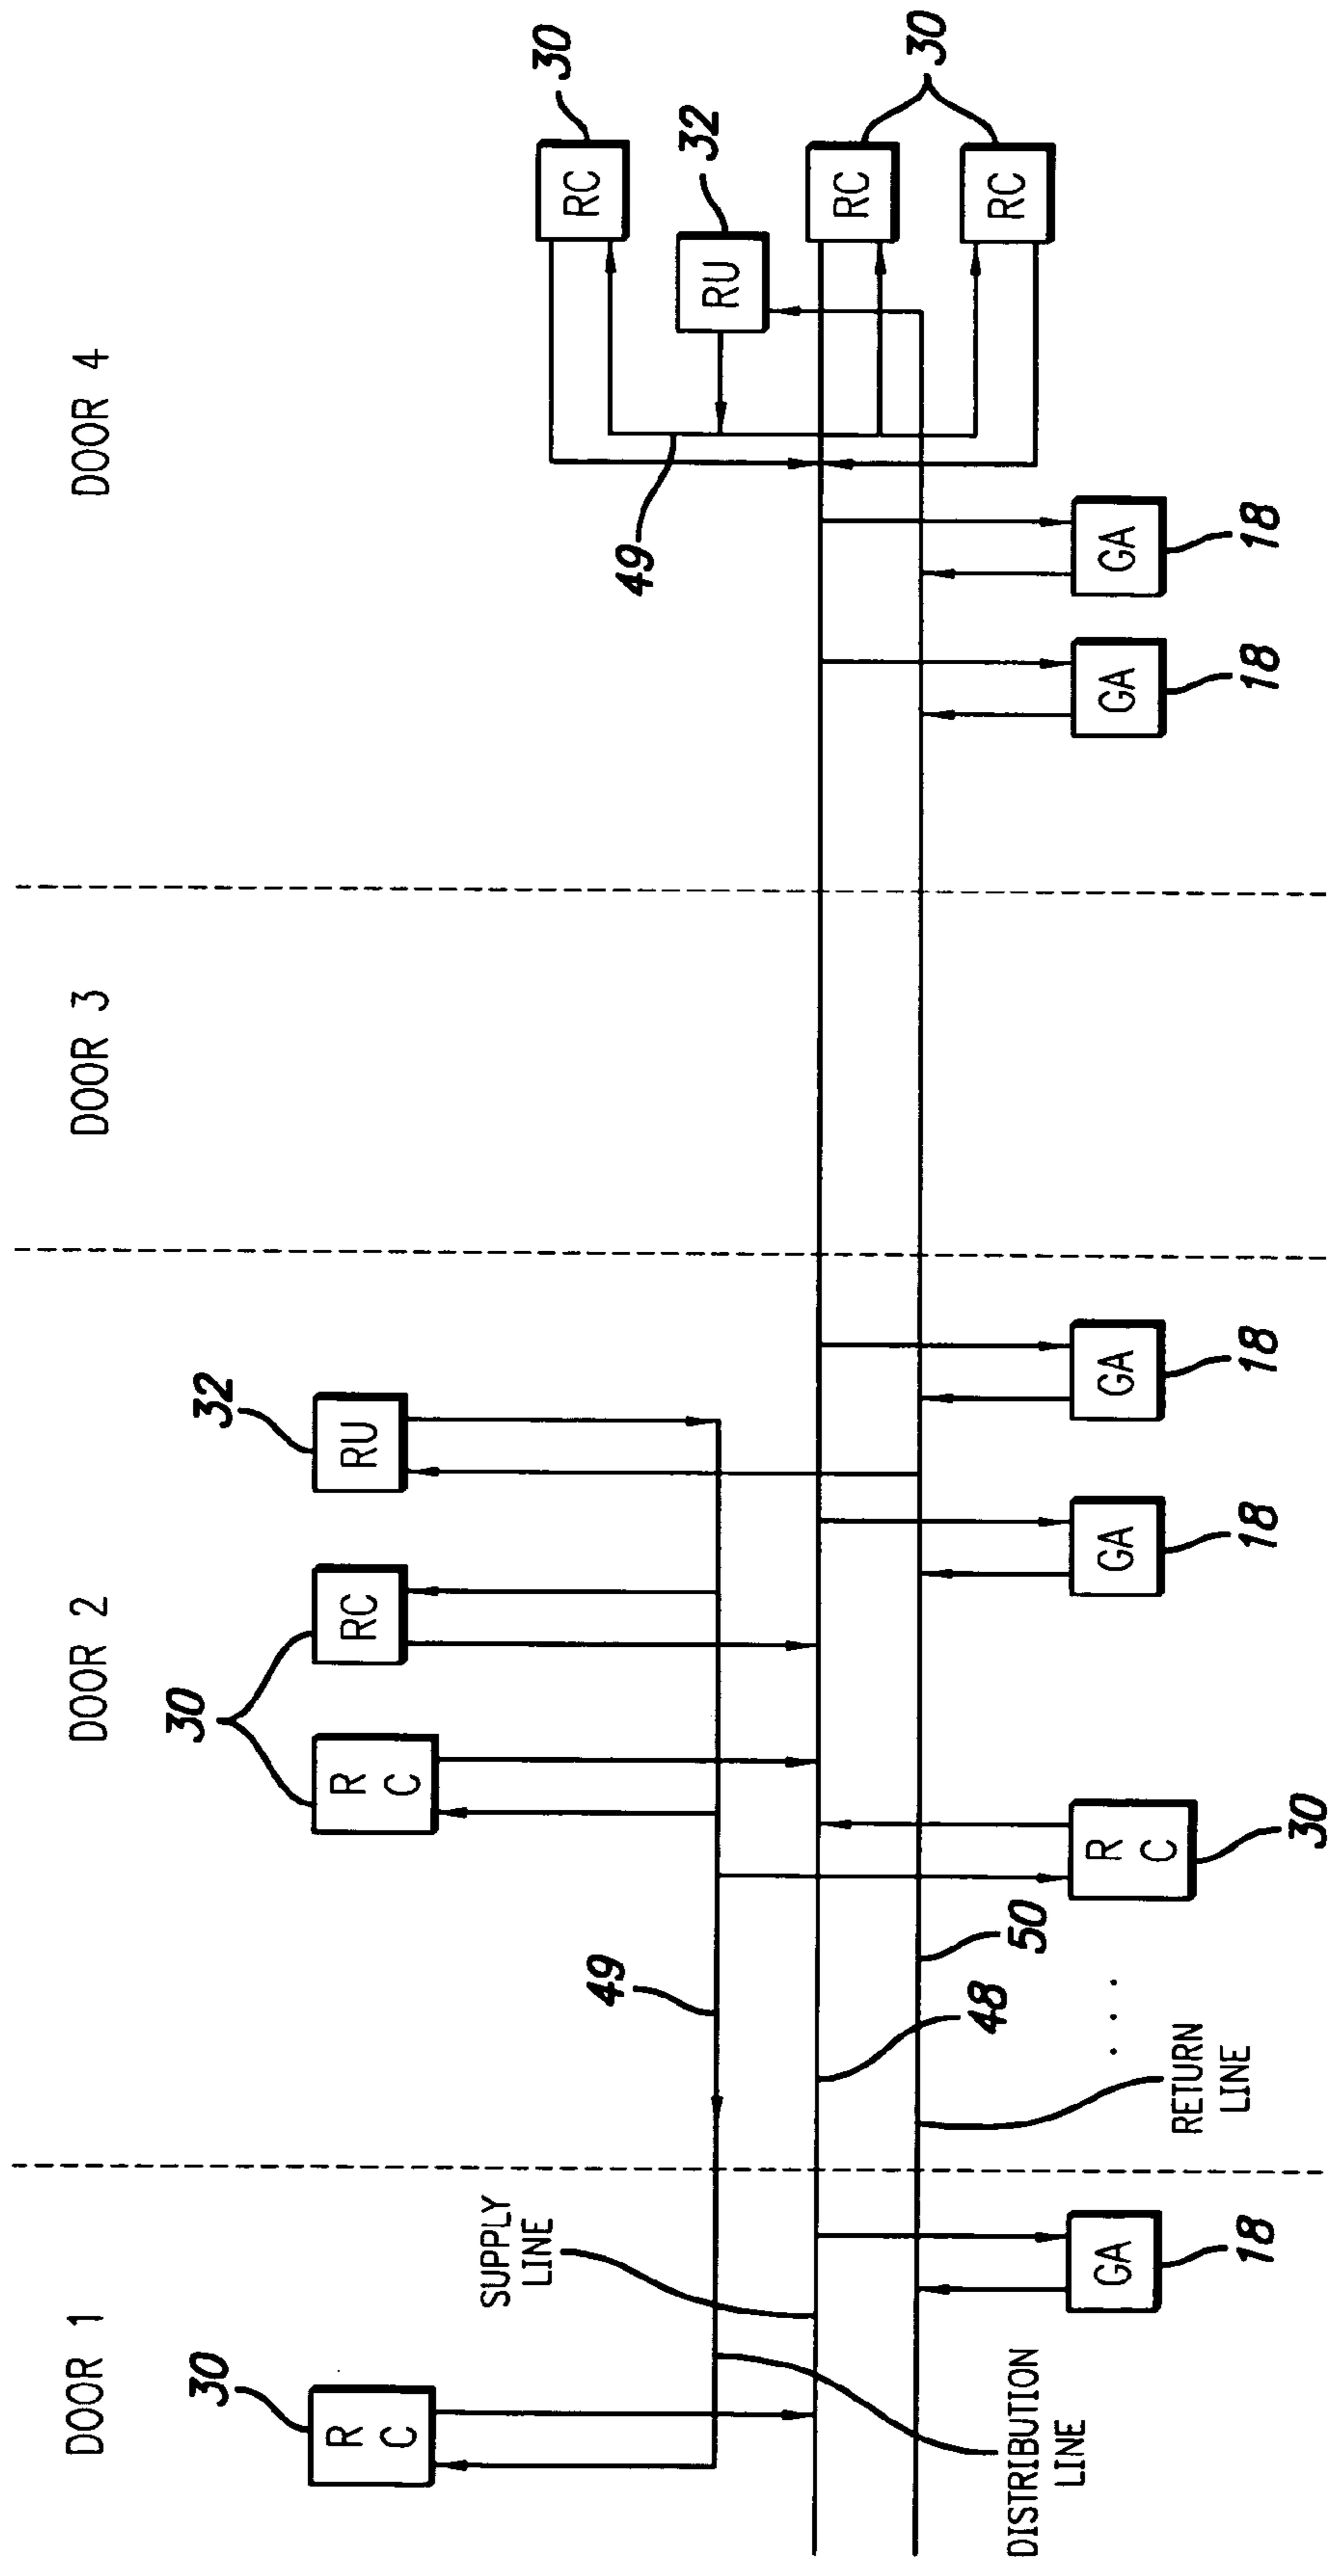 DOOR 1
DOOR 2
DOOR 3
DOOR 4
30
R
C
SUPPLY
LINE
DISTRIBUTION
LINE
GA
18
49
30
R
C
RC
32
RU
48
50
RETURN
LINE
. . .
R
C
30
GA
18
GA
18
49
30
RC
32
RU
RC
30
RC
GA
18
GA
18